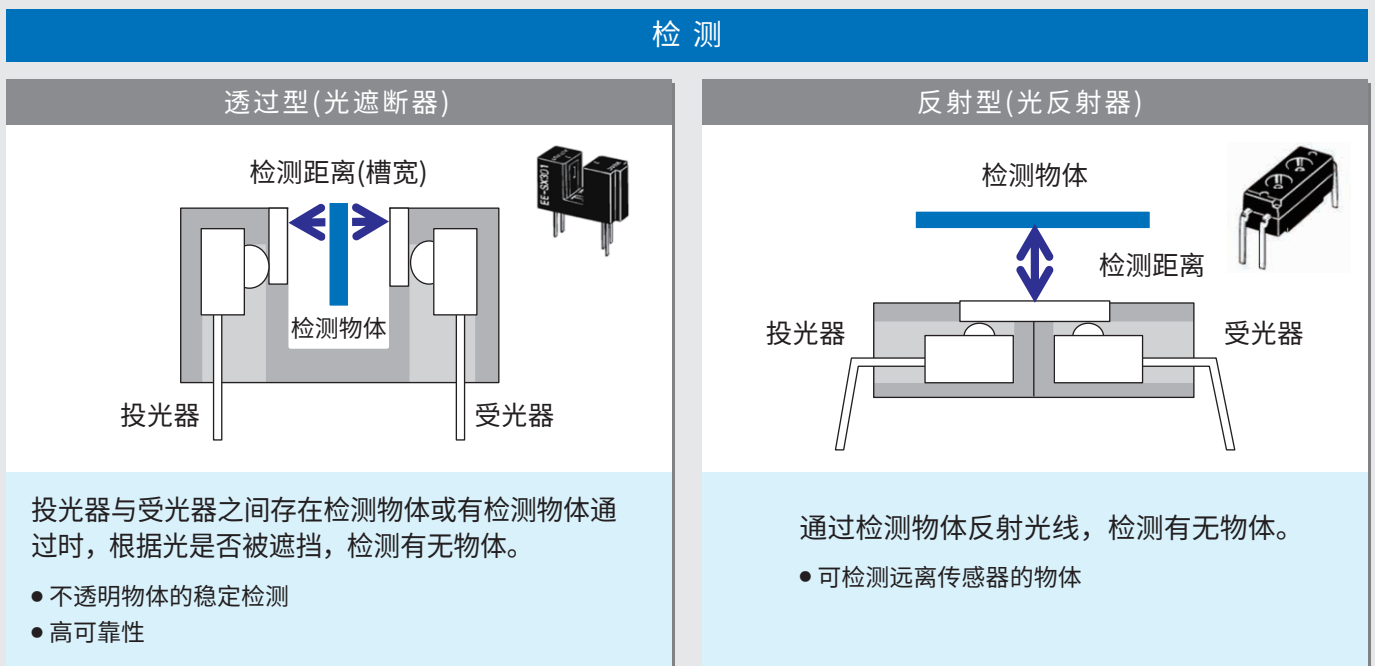 检测
透过型(光遮断器)
检测距离(槽宽)
EE-SX301
检测物体
投光器
受光器
投光器与受光器之间存在检测物体或有检测物体通
过时，根据光是否被遮挡，检测有无物体。
● 不透明物体的稳定检测
● 高可靠性
反射型(光反射器)
检测物体
检测距离
投光器
受光器
通过检测物体反射光线，检测有无物体。
● 可检测远离传感器的物体